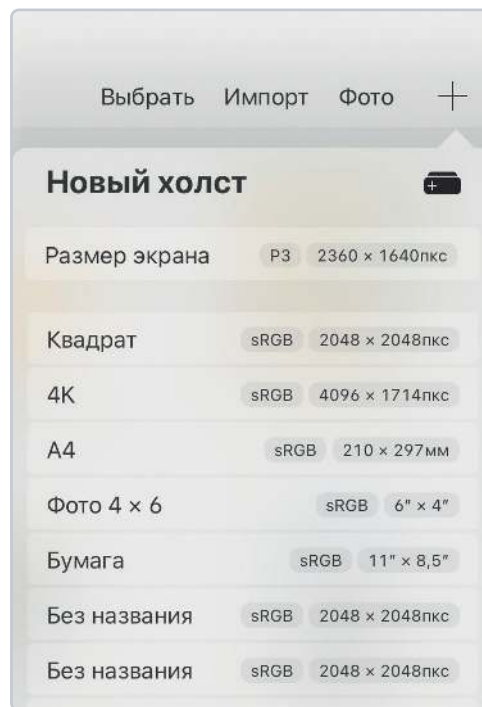 Выбрать Импорт Фото +
Новый холст
Размер экрана P3 2360 × 1640пкс
Квадрат sRGB 2048 × 2048пкс
4K sRGB 4096 × 1714пкс
A4 sRGB 210 × 297мм
Фото 4 × 6 sRGB 6" × 4"
Бумага sRGB 11" × 8,5"
Без названия sRGB 2048 × 2048пкс
Без названия sRGB 2048 × 2048пкс